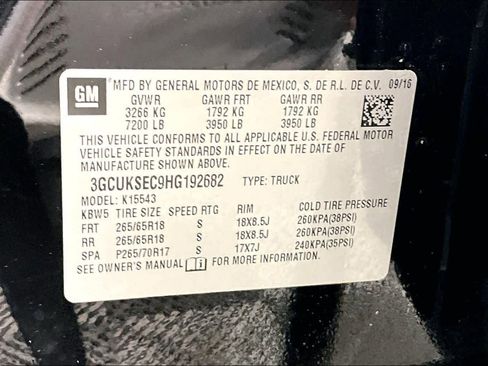 GM
MFD BY GENERAL MOTORS DE MEXICO, S. DE R.L. DE C.V. 09/16
GVWR GAWR FRT GAWR RR
3266 KG 1792 KG 1792 KG
7200 LB 3950 LB 3950 LB
THIS VEHICLE CONFORMS TO ALL APPLICABLE U.S. FEDERAL MOTOR
VEHICLE SAFETY STANDARDS IN EFFECT ON THE DATE OF
MANUFACTURE SHOWN ABOVE.
3GCUKSEC9HG192682 TYPE: TRUCK
MODEL: K15543
KBW5 TIRE SIZE SPEED RTG RIM COLD TIRE PRESSURE
FRT 265/65R18 S 18X8.5J 260KPA(38PSI)
RR 265/65R18 S 18X8.5J 260KPA(38PSI)
SPA P265/70R17 S 17X7J 240KPA(35PSI)
SEE OWNER'S MANUAL FOR MORE INFORMATION.